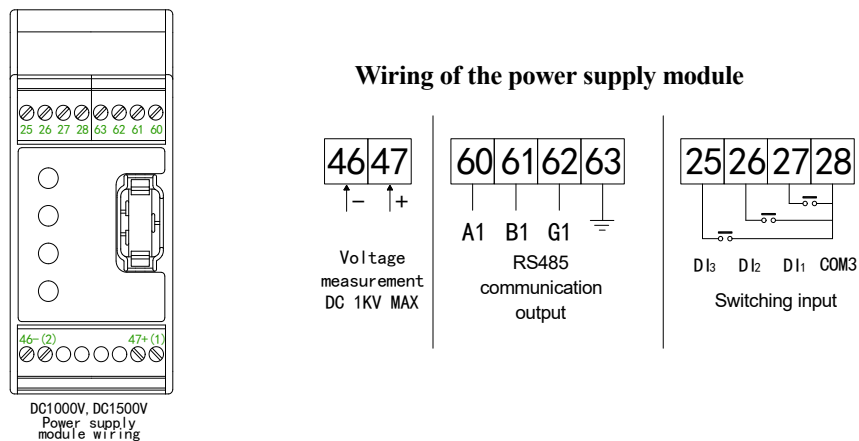 Wiring of the power supply module
25 26 27 28 63 62 61 60
46-(2) 47+(1)
DC1000V, DC1500V
Power supply
module wiring
46 47
- +
Voltage
measurement
DC 1KV MAX
60 61 62 63
A1 B1 G1
RS485
communication
output
25 26 27 28
DI3 DI2 DI1 COM3
Switching input